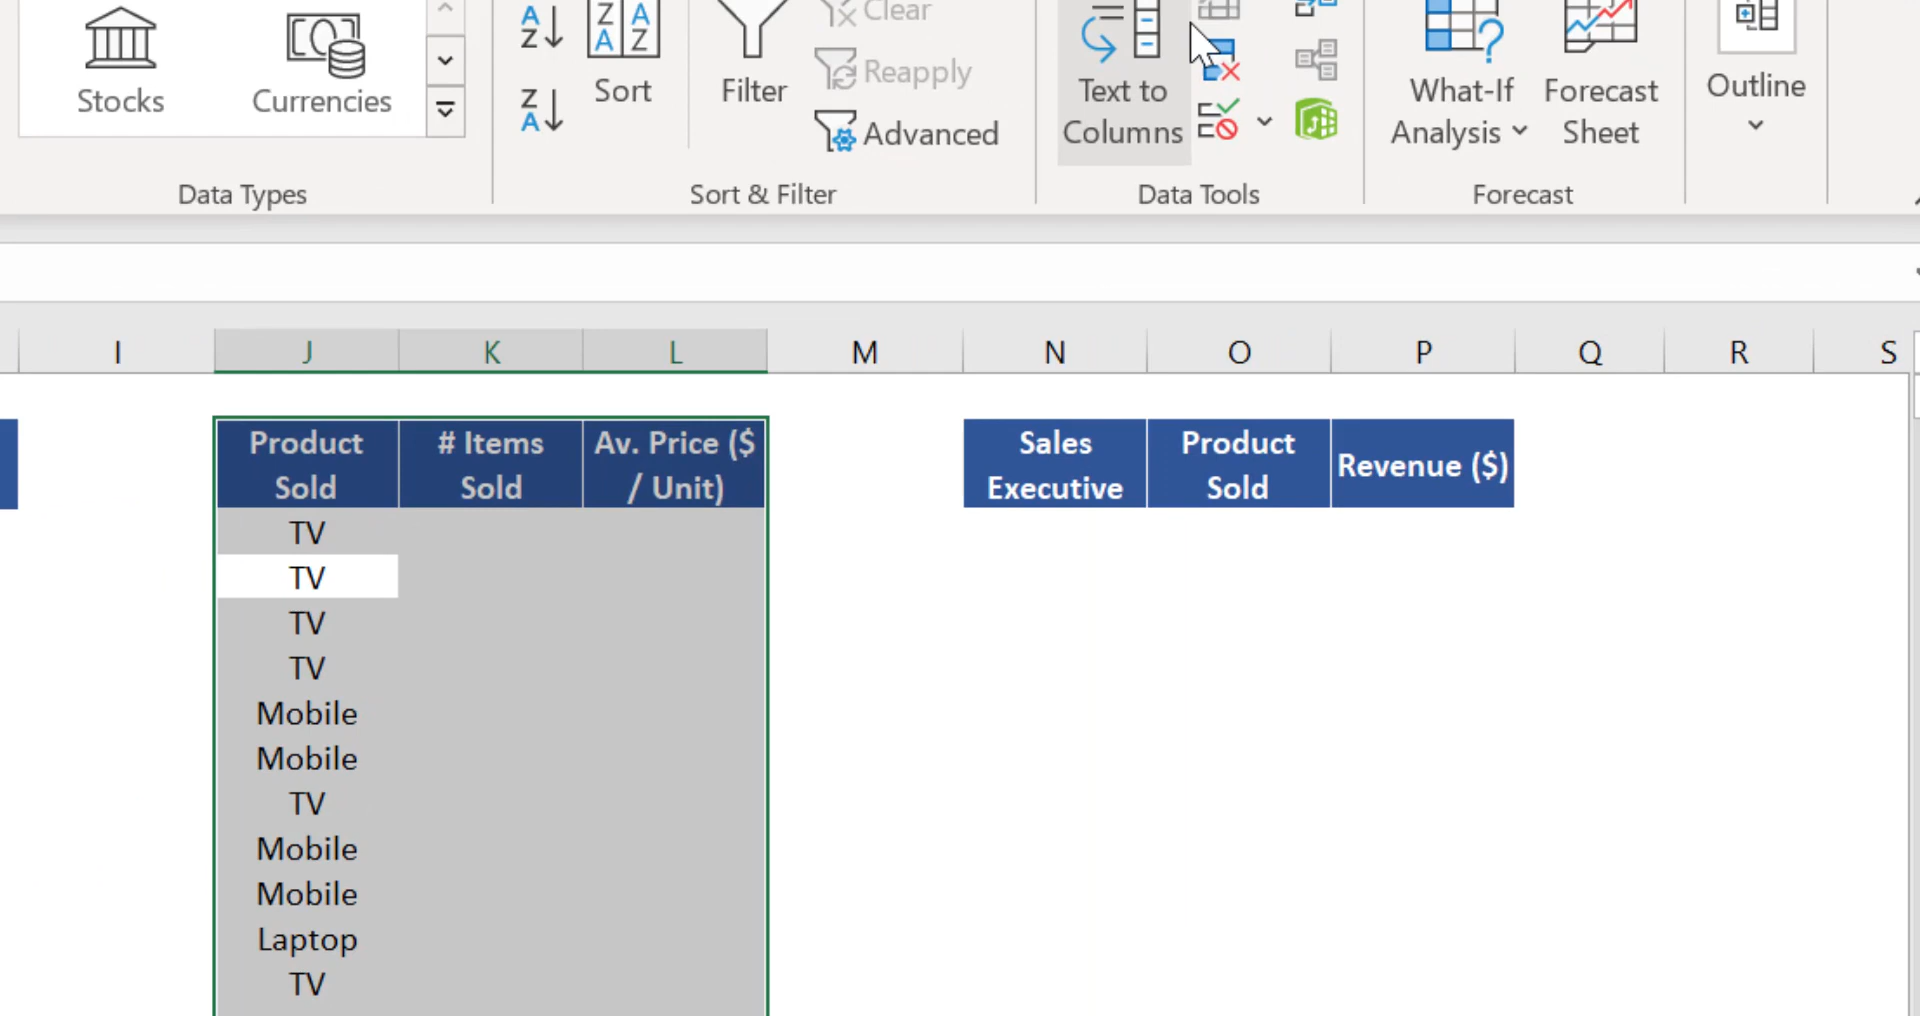 Stocks
Currencies
A
Z
Z
A
Z A
A Z
Sort
Filter
Clear
Reapply
Advanced
Text to
Columns
What-If
Analysis
Forecast
Sheet
Outline
Data Types
Sort & Filter
Data Tools
Forecast
I J K L M N O P Q R S
Product
Sold
# Items
Sold
Av. Price ($
/ Unit)
Sales
Executive
Product
Sold
Revenue ($)
TV
TV
TV
TV
Mobile
Mobile
TV
Mobile
Mobile
Laptop
TV